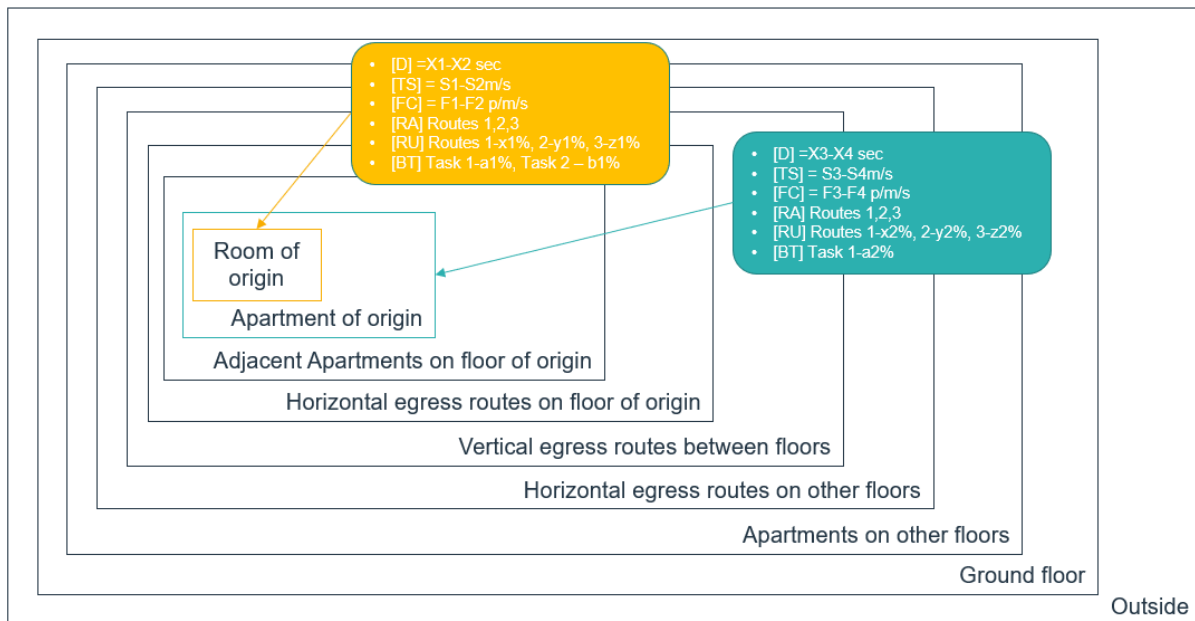 • [D] =X1-X2 sec
• [TS] = S1-S2m/s
• [FC] = F1-F2 p/m/s
• [RA] Routes 1,2,3
• [RU] Routes 1-x1%, 2-y1%, 3-z1%
• [BT] Task 1-a1%, Task 2 – b1%
• [D] =X3-X4 sec
• [TS] = S3-S4m/s
• [FC] = F3-F4 p/m/s
• [RA] Routes 1,2,3
• [RU] Routes 1-x2%, 2-y2%, 3-z2%
• [BT] Task 1-a2%
Room of
origin
Apartment of origin
Adjacent Apartments on floor of origin
Horizontal egress routes on floor of origin
Vertical egress routes between floors
Horizontal egress routes on other floors
Apartments on other floors
Ground floor
Outside